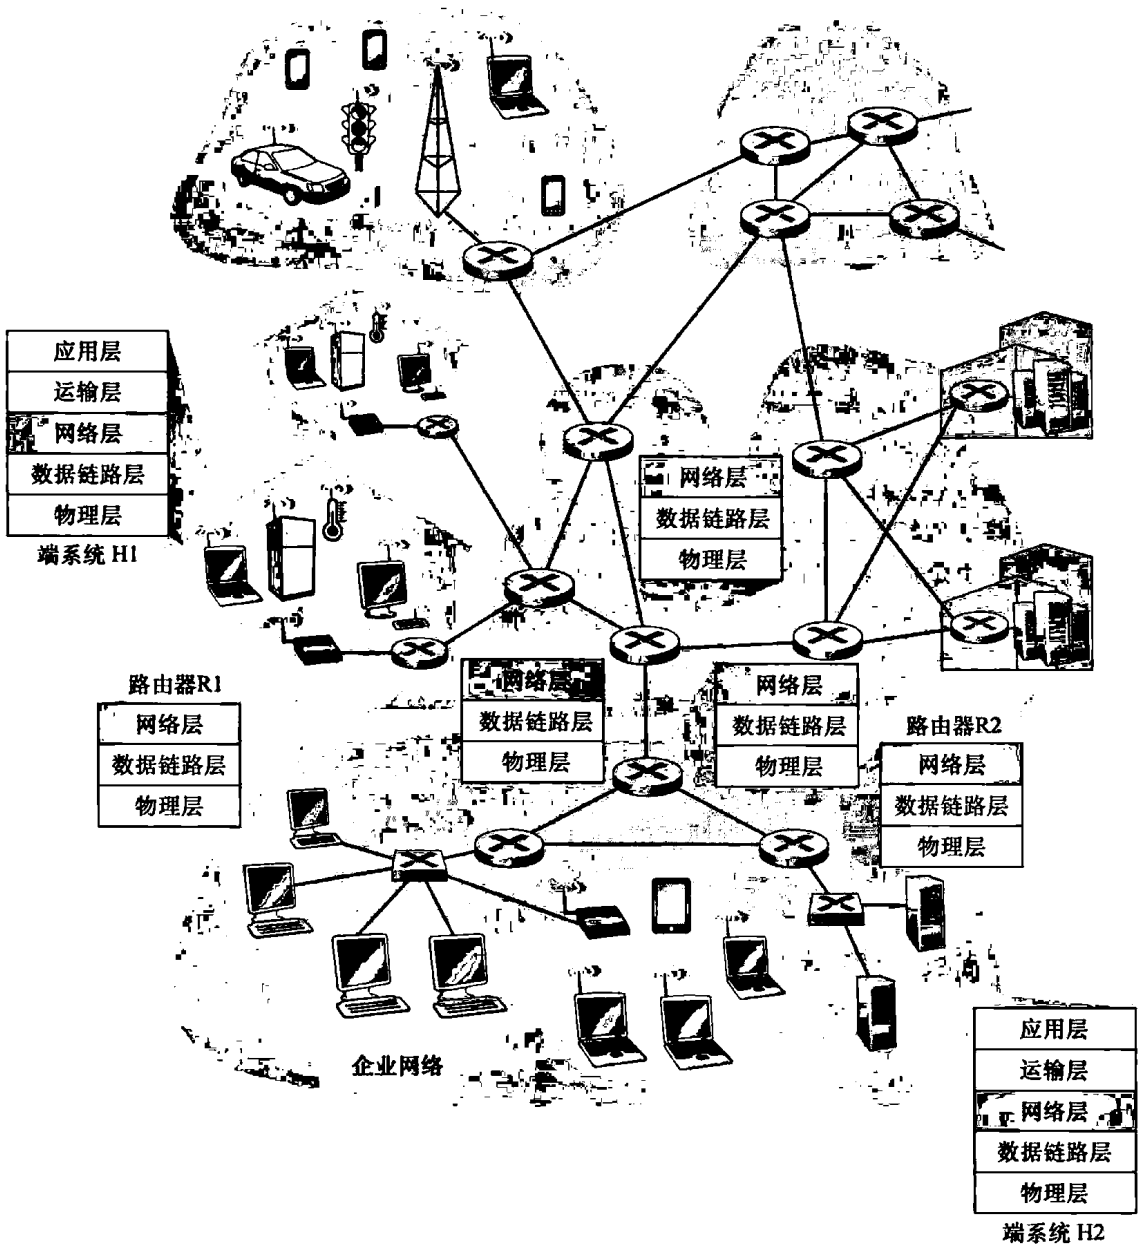 应用层
运输层
网络层
数据链路层
物理层
端系统 H1
网络层
数据链路层
物理层
路由器R1
网络层
数据链路层
物理层
网络层
数据链路层
物理层
网络层
数据链路层
物理层
路由器R2
网络层
数据链路层
物理层
企业网络
应用层
运输层
网络层
数据链路层
物理层
端系统 H2